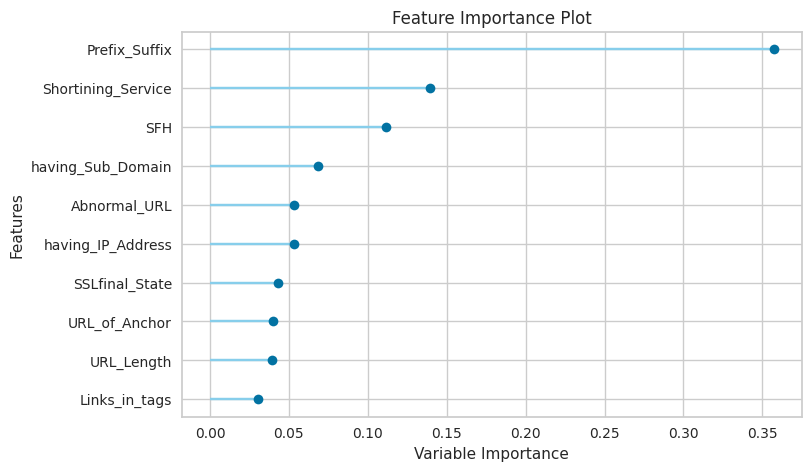 Feature Importance Plot
Features
Prefix_Suffix
Shortining_Service
SFH
having_Sub_Domain
Abnormal_URL
having_IP_Address
SSLfinal_State
URL_of_Anchor
URL_Length
Links_in_tags
0.00 0.05 0.10 0.15 0.20 0.25 0.30 0.35
Variable Importance